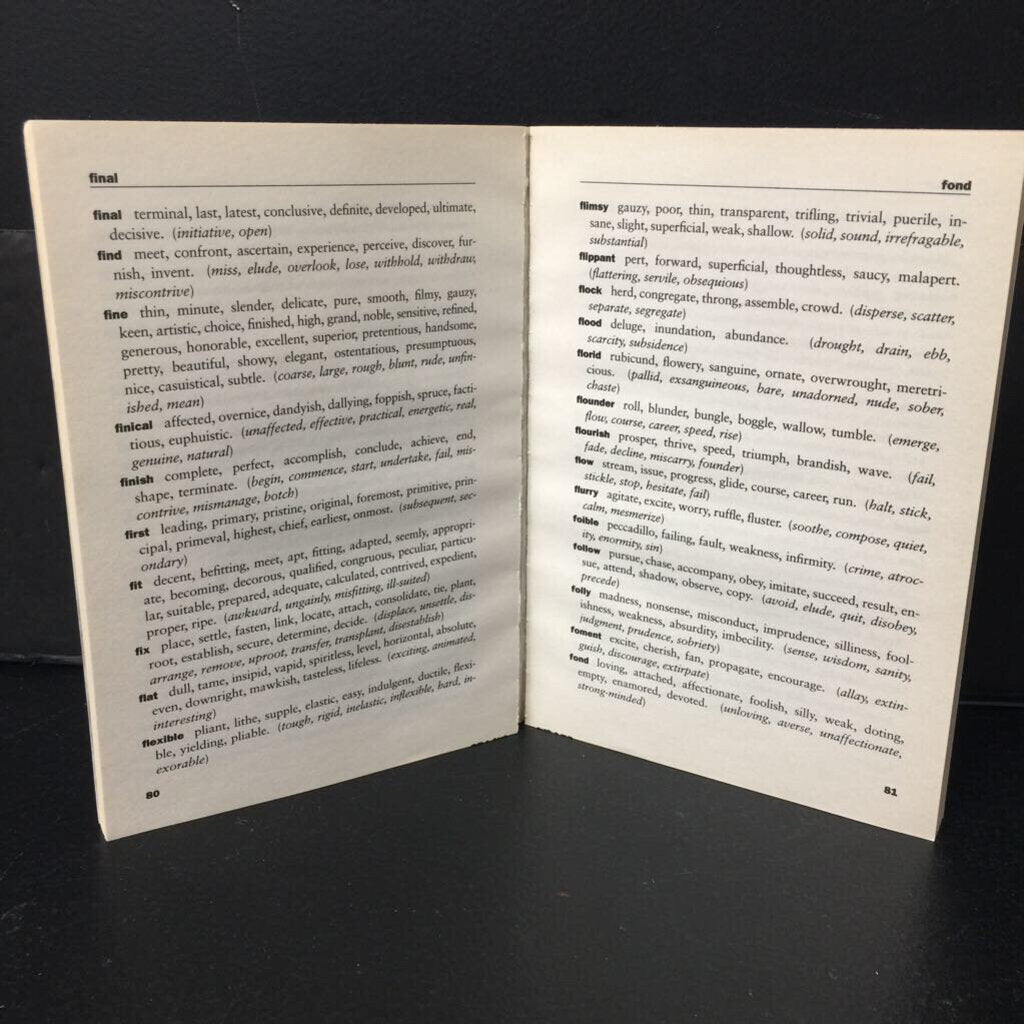 final
final terminal, last, latest, conclusive, definite, developed, ultimate,
decisive. (initiative, open)
find meet, confront, ascertain, experience, perceive, discover, fur-
nish, invent. (miss, elude, overlook, lose, withhold, withdraw,
miscontrive)
fine thin, minute, slender, delicate, pure, smooth, filmy, gauzy,
keen, artistic, choice, finished, high, grand, noble, sensitive, refined,
generous, honorable, excellent, superior, pretentious, handsome,
pretty, beautiful, showy, elegant, ostentatious, presumptuous,
nice, casuistical, subtle. (coarse, large, rough, blunt, rude, unfin-
ished, mean)
finical affected, overnice, dandyish, dallying, foppish, spruce, facti-
tious, euphuistic. (unaffected, effective, practical, energetic, real,
genuine, natural)
finish complete, perfect, accomplish, conclude, achieve, end,
shape, terminate. (begin, commence, start, undertake, fail, mis-
contrive, mismanage, botch)
first leading, primary, pristine, original, foremost, primitive, prin-
cipal, primeval, highest, chief, earliest, onmost. (subsequent, sec-
ondary)
fit decent, befitting, meet, apt, fitting, adapted, seemly, appropri-
ate, becoming, decorous, qualified, congruous, peculiar, particu-
lar, suitable, prepared, adequate, calculated, contrived, expedient,
proper, ripe. (awkward, ungainly, misfitting, ill-suited)
fix place, settle, fasten, link, locate, attach, consolidate, tie, plant,
root, establish, secure, determine, decide. (displace, unsettle, dis-
arrange, remove, uproot, transfer, transplant, disestablish)
flat dull, tame, insipid, vapid, spiritless, level, horizontal, absolute,
even, downright, mawkish, tasteless, lifeless. (exciting, animated,
interesting)
flexible pliant, lithe, supple, elastic, easy, indulgent, ductile, flexi-
ble, yielding, pliable. (tough, rigid, inelastic, inflexible, hard, in-
exorable)
80
fond
flimsy gauzy, poor, thin, transparent, trifling, trivial, puerile, in-
sane, slight, superficial, weak, shallow. (solid, sound, irrefragable,
substantial)
flippant pert, forward, superficial, thoughtless, saucy, malapert.
(flattering, servile, obsequious)
flock herd, congregate, throng, assemble, crowd. (disperse, scatter,
separate, segregate)
flood deluge, inundation, abundance. (drought, drain, ebb,
scarcity, subsidence)
florid rubicund, flowery, sanguine, ornate, overwrought, meretri-
cious. (pallid, exsanguineous, bare, unadorned, nude, sober,
chaste)
flounder roll, blunder, bungle, boggle, wallow, tumble. (emerge,
flow, course, career, speed, rise)
flourish prosper, thrive, speed, triumph, brandish, wave. (fail,
fade, decline, miscarry, founder)
flow stream, issue, progress, glide, course, career, run. (halt, stick,
stickle, stop, hesitate, fail)
flurry agitate, excite, worry, ruffle, fluster. (soothe, compose, quiet,
calm, mesmerize)
foible peccadillo, failing, fault, weakness, infirmity. (crime, atroc-
ity, enormity, sin)
follow pursue, chase, accompany, obey, imitate, succeed, result, en-
sue, attend, shadow, observe, copy. (avoid, elude, quit, disobey,
precede)
folly madness, nonsense, misconduct, imprudence, silliness, fool-
ishness, weakness, absurdity, imbecility. (sense, wisdom, sanity,
judgment, prudence, sobriety)
foment excite, cherish, fan, propagate, encourage. (allay, extin-
guish, discourage, extirpate)
fond loving, attached, affectionate, foolish, silly, weak, doting,
empty, enamored, devoted. (unloving, averse, unaffectionate,
strong-minded)
81